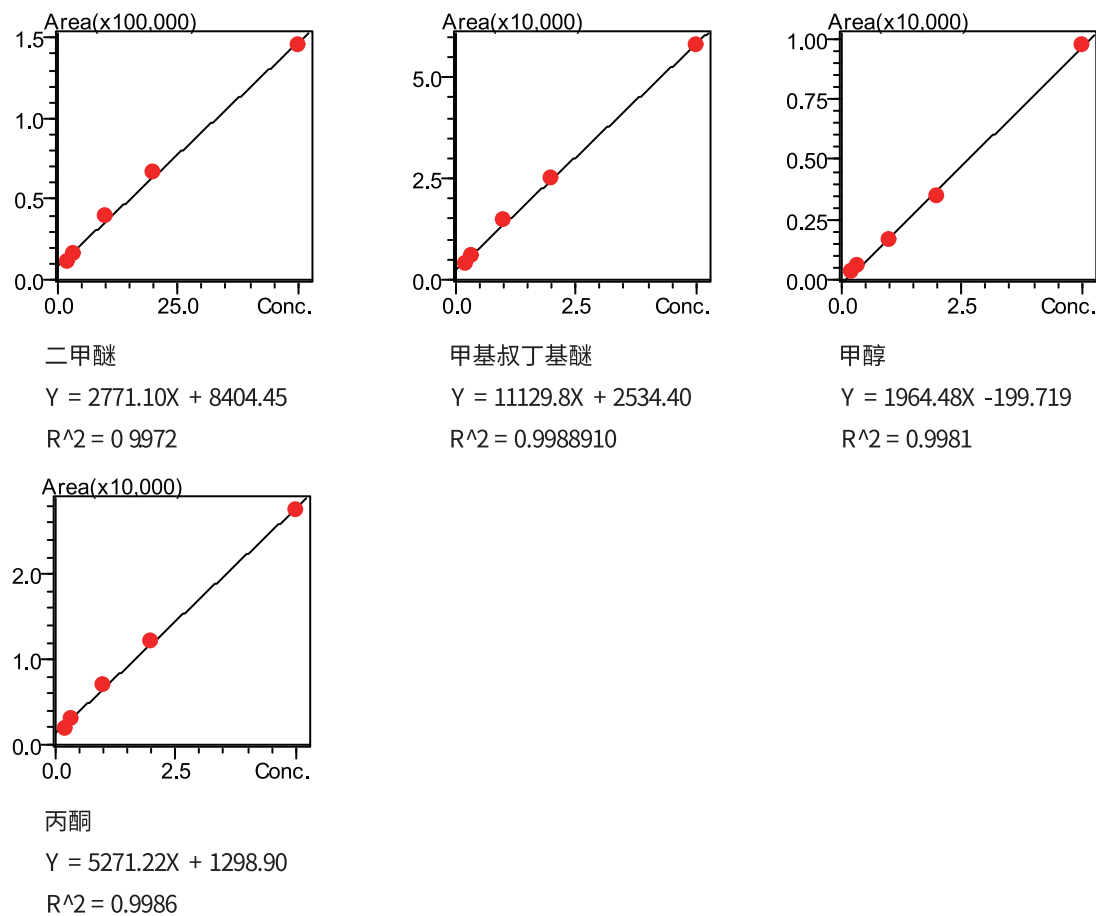 Area(x100,000)
1.5
1.0
0.5
0.0
0.0 25.0 Conc.
二甲醚
Y = 2771.10X + 8404.45
R^2 = 0 9972
Area(x10,000)
5.0
2.5
0.0
0.0 2.5 Conc.
甲基叔丁基醚
Y = 11129.8X + 2534.40
R^2 = 0.9988910
Area(x10,000)
1.00
0.75
0.50
0.25
0.00
0.0 2.5 Conc.
甲醇
Y = 1964.48X -199.719
R^2 = 0.9981
Area(x10,000)
2.0
1.0
0.0
0.0 2.5 Conc.
丙酮
Y = 5271.22X + 1298.90
R^2 = 0.9986